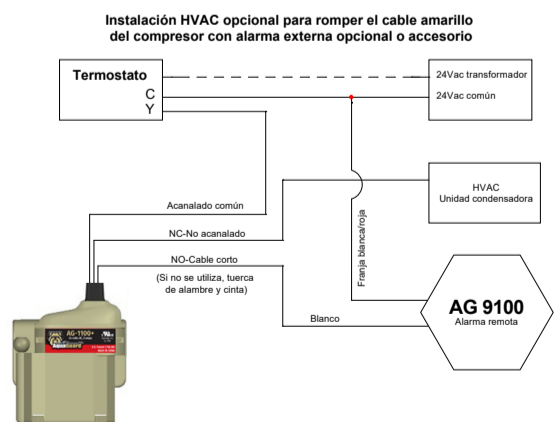 Instalación HVAC opcional para romper el cable amarillo
del compresor con alarma externa opcional o accesorio
Termostato
C
Y
24Vac transformador
24Vac común
HVAC
Unidad condensadora
Acanalado común
NC-No acanalado
NO-Cable corto
(Si no se utiliza, tuerca
de alambre y cinta)
Franja blanca/roja
Blanco
AG 9100
Alarma remota
AG-1100+
AquaGuard